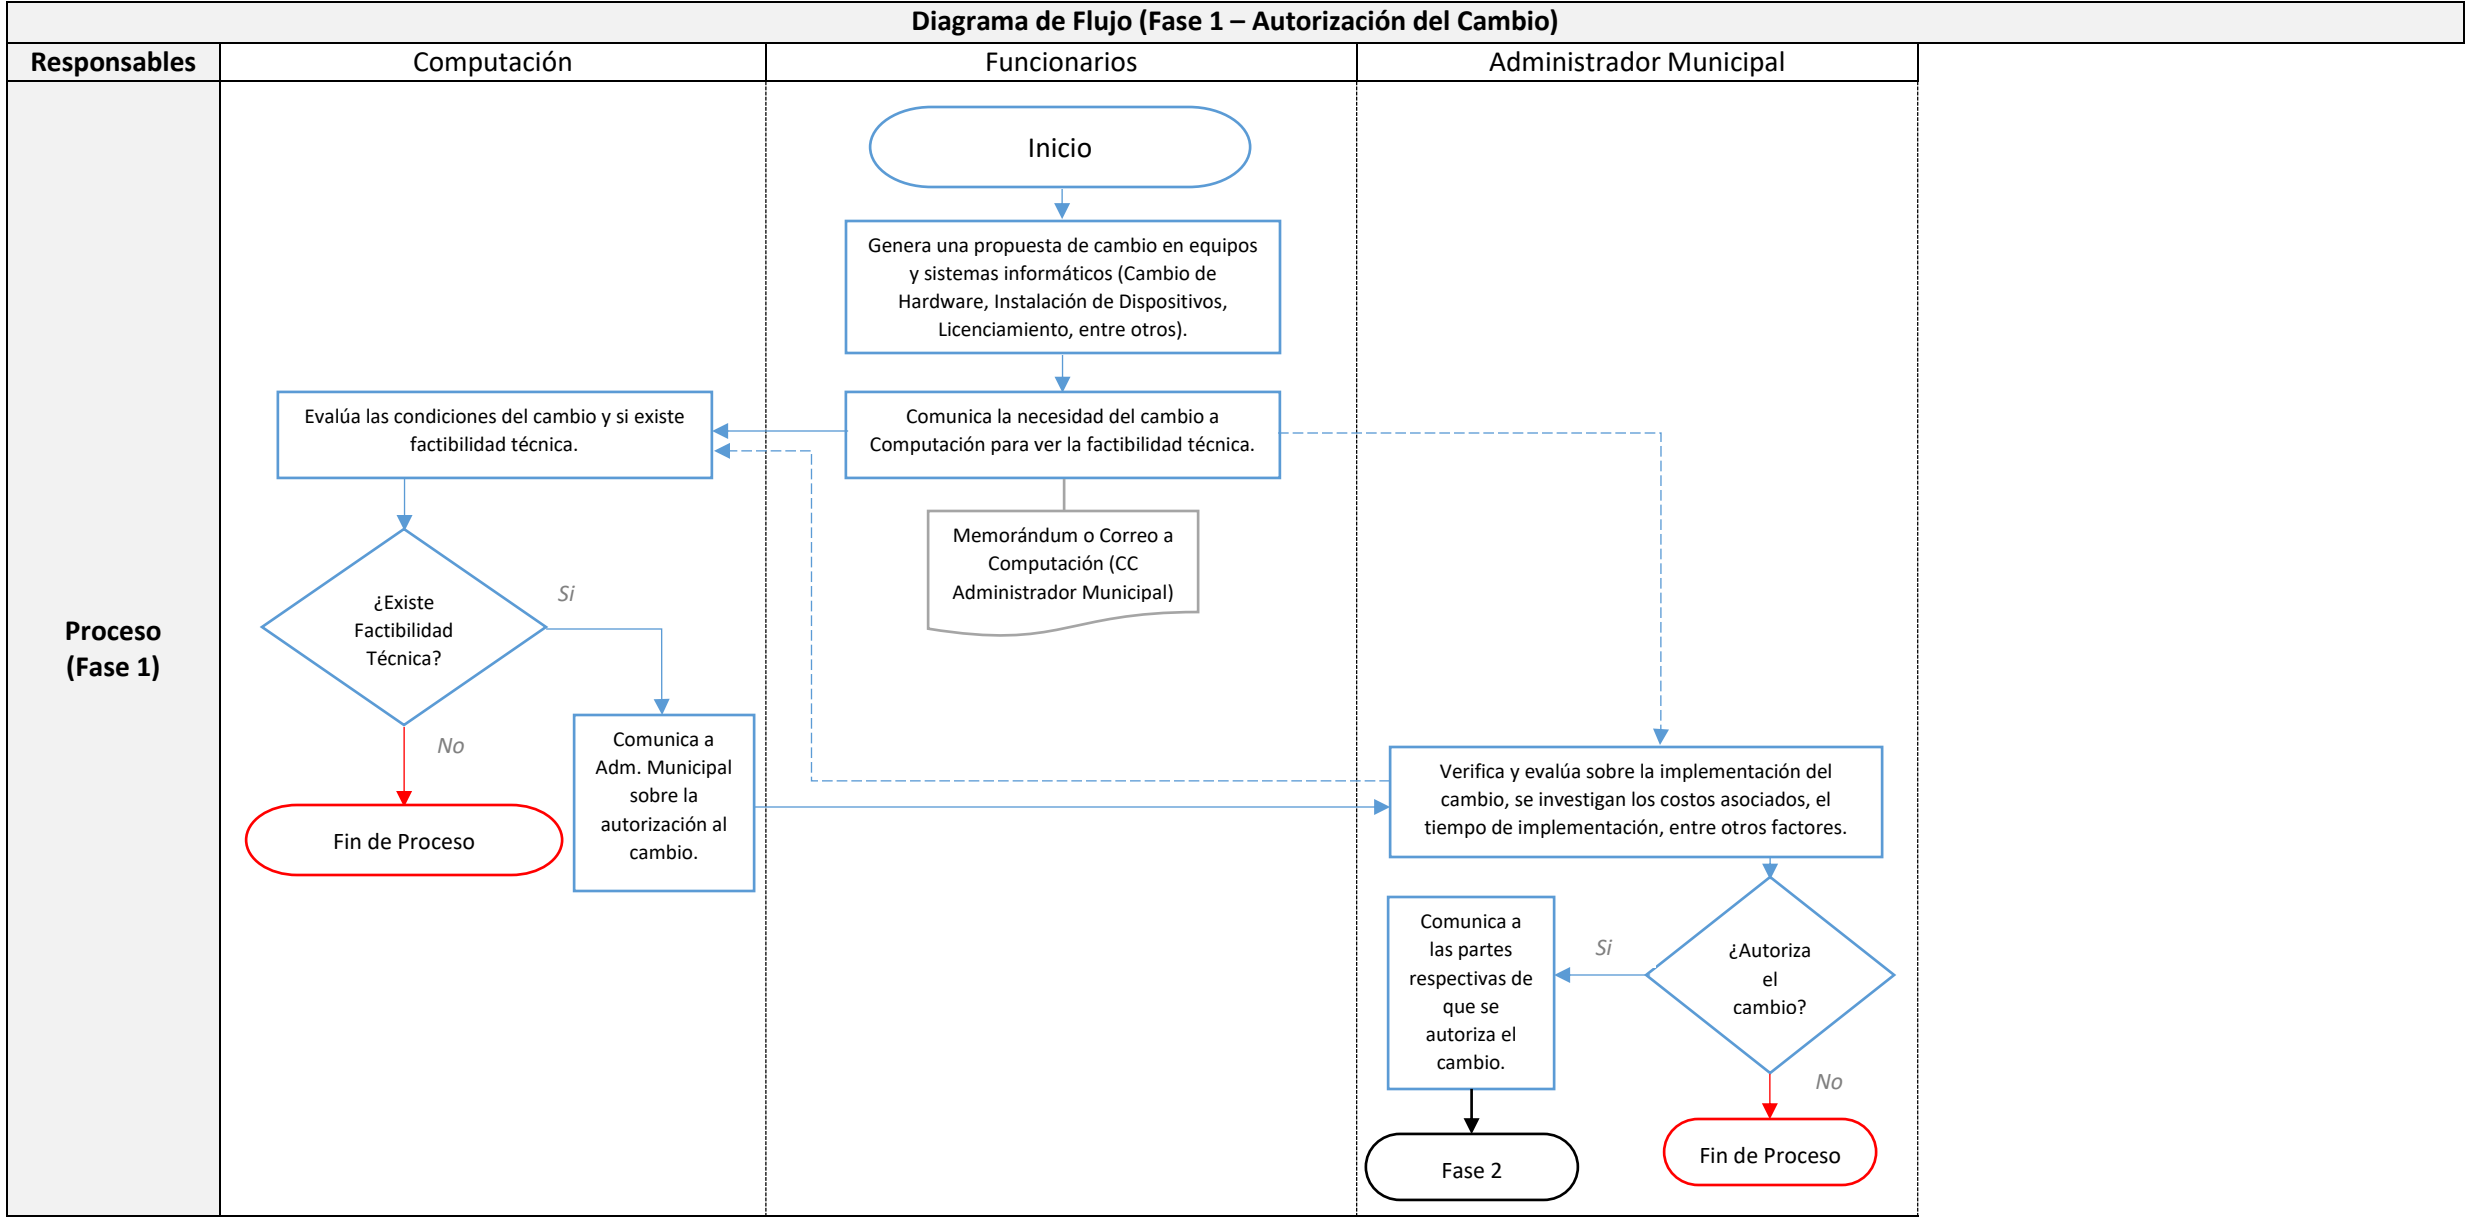 Diagrama de Flujo (Fase 1 – Autorización del Cambio)
Responsables
Computación
Funcionarios
Administrador Municipal
Proceso
(Fase 1)
Inicio
Genera una propuesta de cambio en equipos
y sistemas informáticos (Cambio de
Hardware, Instalación de Dispositivos,
Licenciamiento, entre otros).
Comunica la necesidad del cambio a
Computación para ver la factibilidad técnica.
Memorándum o Correo a
Computación (CC
Administrador Municipal)
Evalúa las condiciones del cambio y si existe
factibilidad técnica.
¿Existe
Factibilidad
Técnica?
Si
No
Fin de Proceso
Comunica a
Adm. Municipal
sobre la
autorización al
cambio.
Verifica y evalúa sobre la implementación del
cambio, se investigan los costos asociados, el
tiempo de implementación, entre otros factores.
¿Autoriza
el
cambio?
Si
No
Comunica a
las partes
respectivas de
que se
autoriza el
cambio.
Fase 2
Fin de Proceso